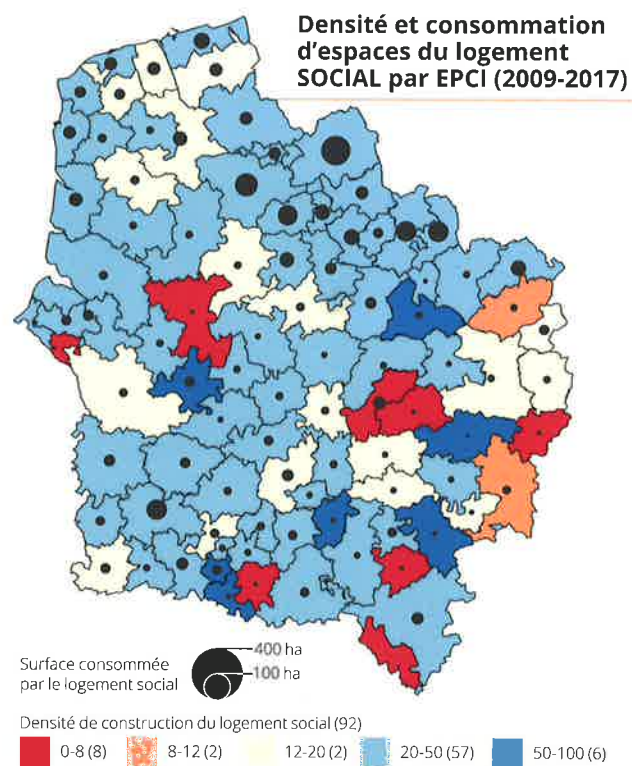 Densité et consommation
d'espaces du logement
SOCIAL par EPCI (2009-2017)
400 ha
100 ha
Surface consommée
par le logement social
Densité de construction du logement social (92)
0-8 (8)
8-12 (2)
12-20 (2)
20-50 (57)
50-100 (6)